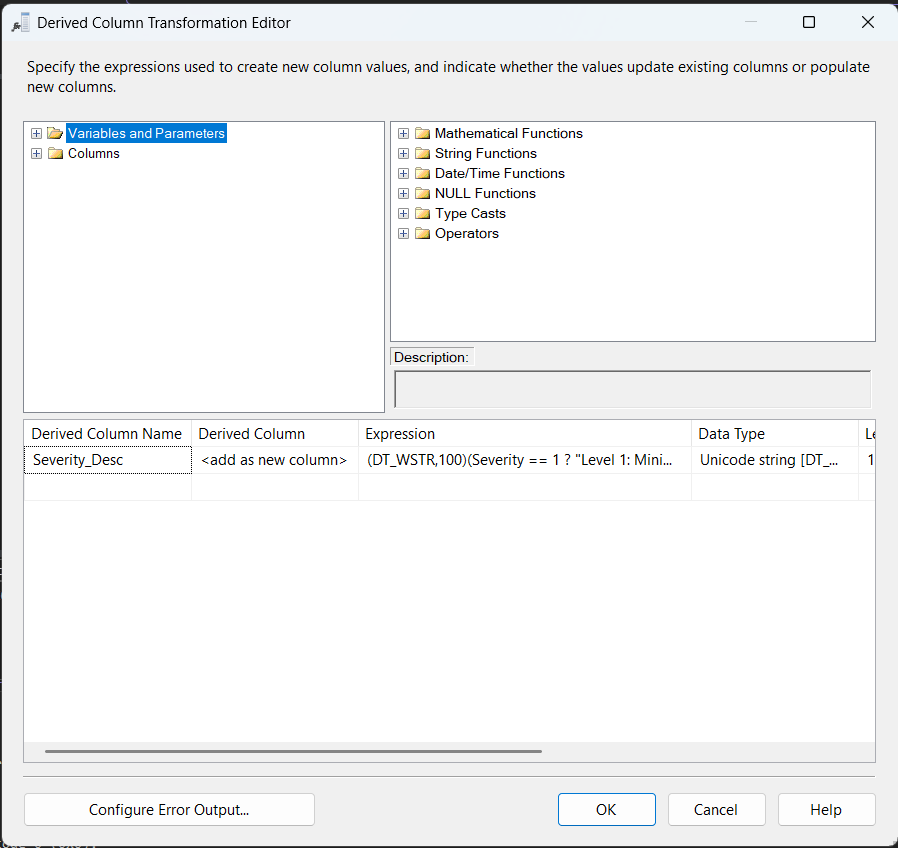 Derived Column Transformation Editor
Specify the expressions used to create new column values, and indicate whether the values update existing columns or populate
new columns.
Variables and Parameters
Columns
Mathematical Functions
String Functions
Date/Time Functions
NULL Functions
Type Casts
Operators
Description:
Derived Column Name Derived Column Expression Data Type Le
Severity_Desc <add as new column> (DT_WSTR,100)(Severity == 1 ? "Level 1: Mini... Unicode string [DT_... 1
Configure Error Output... OK Cancel Help